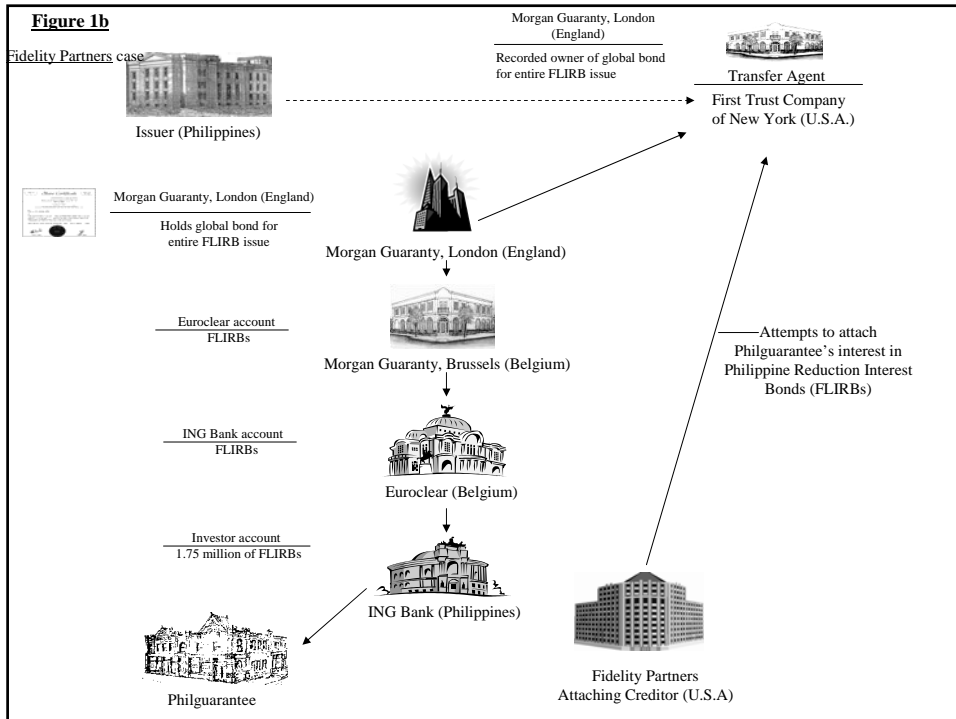 Figure 1b
Fidelity Partners case
Morgan Guaranty, London
(England)
Recorded owner of global bond
for entire FLIRB issue
Transfer Agent
First Trust Company
of New York (U.S.A.)
Issuer (Philippines)
Morgan Guaranty, London (England)
Holds global bond for
entire FLIRB issue
Morgan Guaranty, London (England)
Euroclear account
FLIRBs
Morgan Guaranty, Brussels (Belgium)
Attempts to attach
Philguarantee’s interest in
Philippine Reduction Interest
Bonds (FLIRBs)
ING Bank account
FLIRBs
Euroclear (Belgium)
Investor account
1.75 million of FLIRBs
ING Bank (Philippines)
Philguarantee
Fidelity Partners
Attaching Creditor (U.S.A)